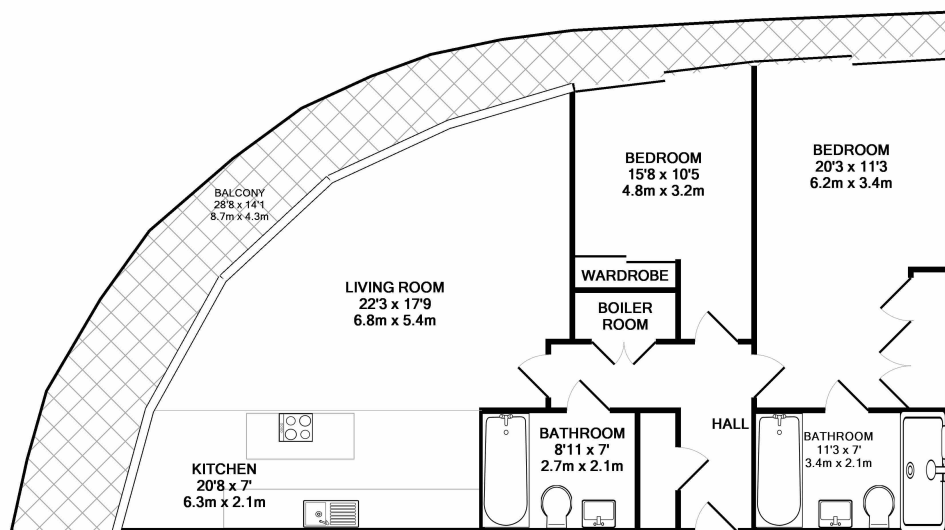 BALCONY
28'8 x 14'1
8.7m x 4.3m
LIVING ROOM
22'3 x 17'9
6.8m x 5.4m
BEDROOM
15'8 x 10'5
4.8m x 3.2m
BEDROOM
20'3 x 11'3
6.2m x 3.4m
WARDROBE
BOILER
ROOM
KITCHEN
20'8 x 7'
6.3m x 2.1m
BATHROOM
8'11 x 7'
2.7m x 2.1m
HALL
BATHROOM
11'3 x 7'
3.4m x 2.1m